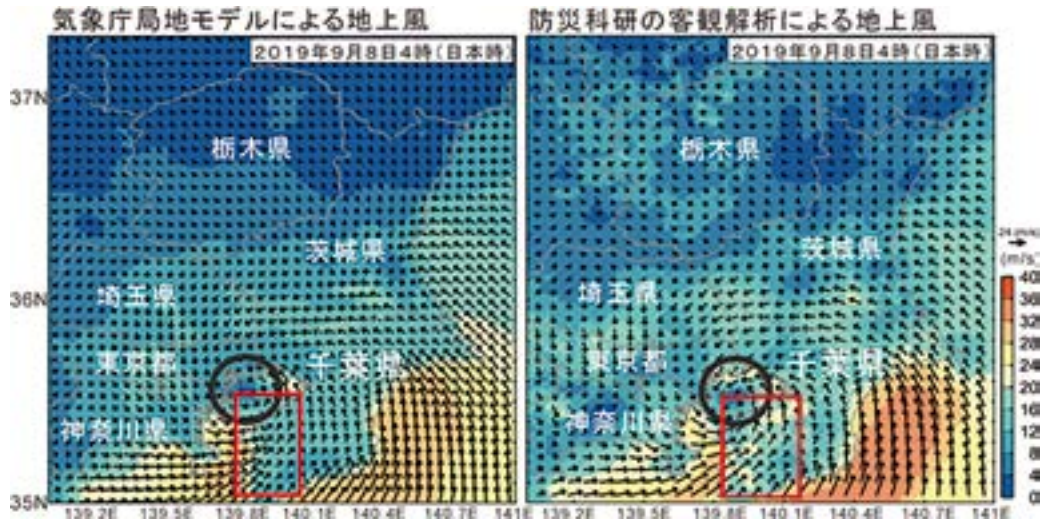 気象庁局地モデルによる地上風
防災科研の客観解析による地上風
2019年9月8日4時(日本時)
2019年9月8日4時(日本時)
37N
36N
35N
栃木県
茨城県
埼玉県
東京都
千葉県
神奈川県
栃木県
茨城県
埼玉県
東京都
千葉県
神奈川県
139.2E 139.5E 139.8E 140.1E 140.4E 140.7E 141E
139.2E 139.5E 139.8E 140.1E 140.4E 140.7E 141E
24 (m/s)
(m/s)
40
36
32
28
24
20
16
12
8
4
0